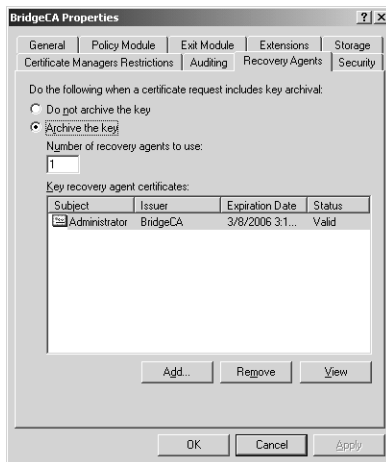 BridgeCA Properties
General Policy Module Exit Module Extensions Storage
Certificate Managers Restrictions Auditing Recovery Agents Security
Do the following when a certificate request includes key archival:
Do not archive the key
Archive the key
Number of recovery agents to use:
1
Key recovery agent certificates:
Subject Issuer Expiration Date Status
Administrator BridgeCA 3/8/2006 3:1... Valid
Add... Remove View
OK Cancel Apply